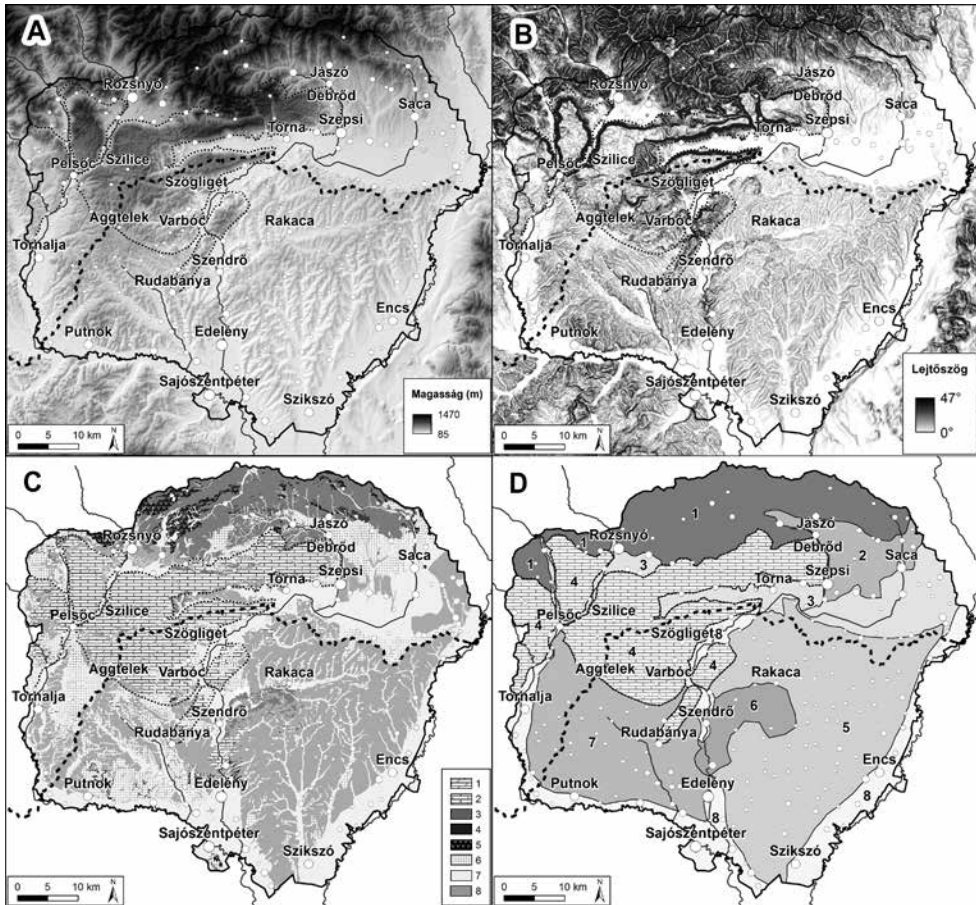 A
Rozsnyó
Jászó
Debrőd
Szepsi
Saca
Torna
Pelsőc
Szilice
Szögliget
Aggtelek
Varbóc
Rakaca
Tornalja
Szendrő
Rudabánya
Encs
Putnok
Edelény
Sajószentpéter
Szikszó
Magasság (m)
1470
85
0 5 10 km
N
B
Rozsnyó
Jászó
Debrőd
Szepsi
Saca
Torna
Pelsőc
Szilice
Szögliget
Aggtelek
Varbóc
Rakaca
Tornalja
Szendrő
Rudabánya
Encs
Putnok
Edelény
Sajószentpéter
Szikszó
Lejtőszög
47°
0°
0 5 10 km
N
C
Rozsnyó
Jászó
Debrőd
Szepsi
Saca
Torna
Pelsőc
Szilice
Szögliget
Aggtelek
Varbóc
Rakaca
Tornalja
Szendrő
Rudabánya
Encs
Putnok
Edelény
Sajószentpéter
Szikszó
1
2
3
4
5
6
7
8
0 5 10 km
N
D
1
Jászó
Rozsnyó
1
Debrőd
2
1
3
Saca
4
Szepsi
Torna
3
Pelsőc
Szilice
4
Szögliget
8
4
Aggtelek
Varbóc
4
Rakaca
Tornalja
Szendrő
6
5
Rudabánya
7
Encs
Putnok
Edelény
8
8
Sajószentpéter
Szikszó
0 5 10 km
N